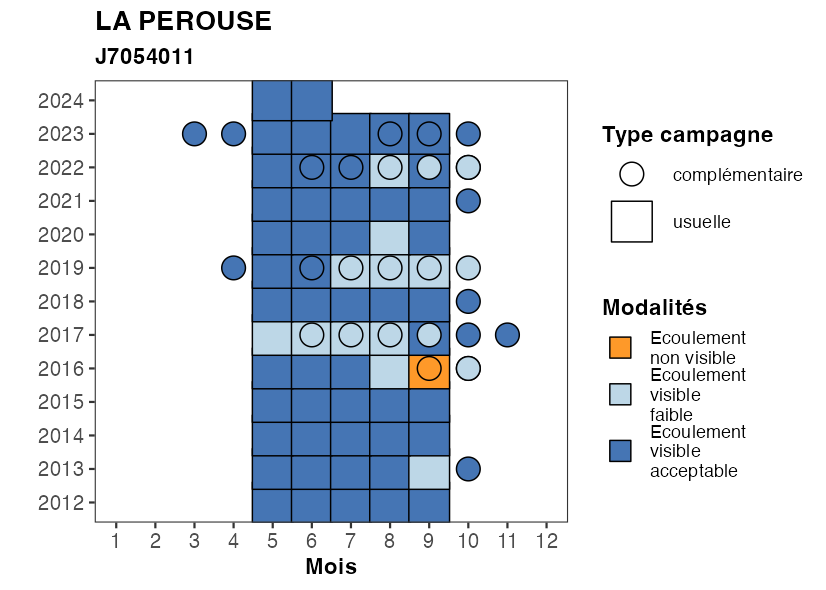 LA PEROUSE
J7054011
2024
2023
2022
2021
2020
2019
2018
2017
2016
2015
2014
2013
2012
1 2 3 4 5 6 7 8 9 10 11 12
Mois
Type campagne
complémentaire
usuelle
Modalités
Ecoulement
non visible
Ecoulement
visible
faible
Ecoulement
visible
acceptable